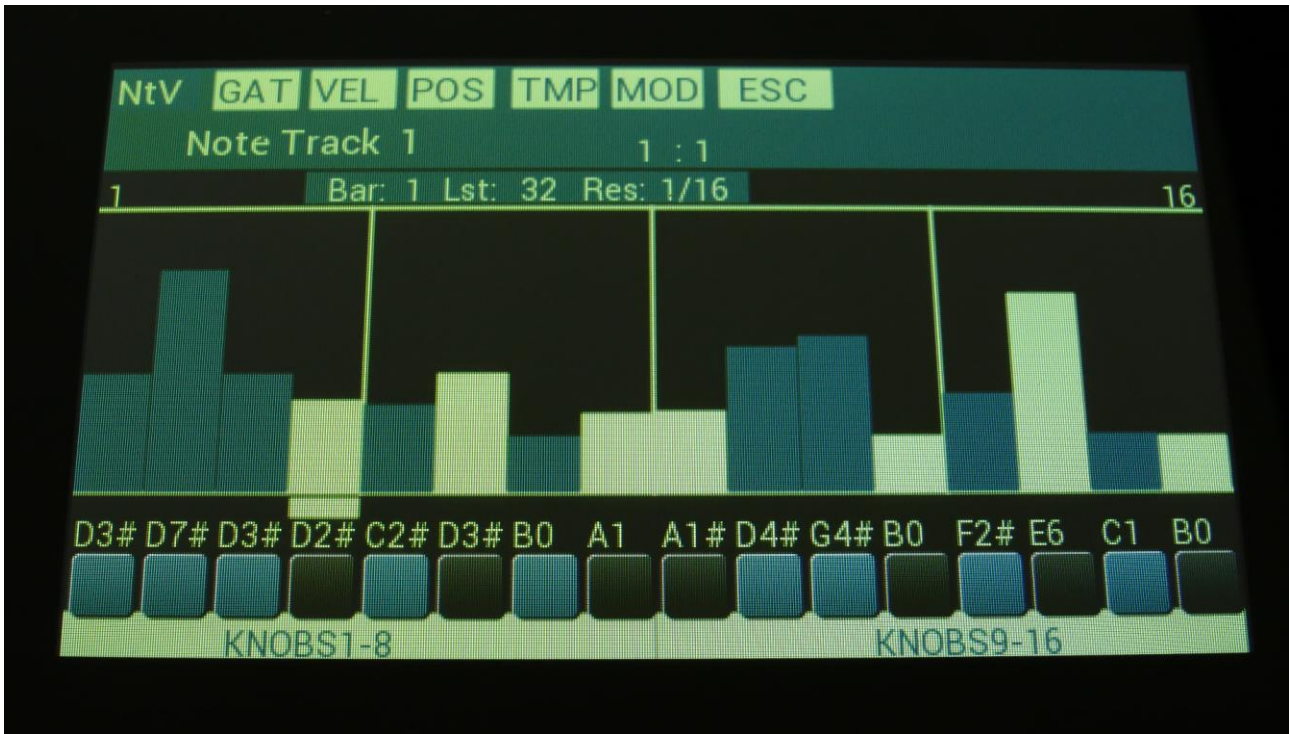 NtV GAT VEL POS TMP MOD ESC
Note Track 1 1 : 1
1 Bar: 1 Lst: 32 Res: 1/16 16
D3# D7# D3# D2# C2# D3# B0 A1 A1# D4# G4# B0 F2# E6 C1 B0
KNOBS1-8 KNOBS9-16